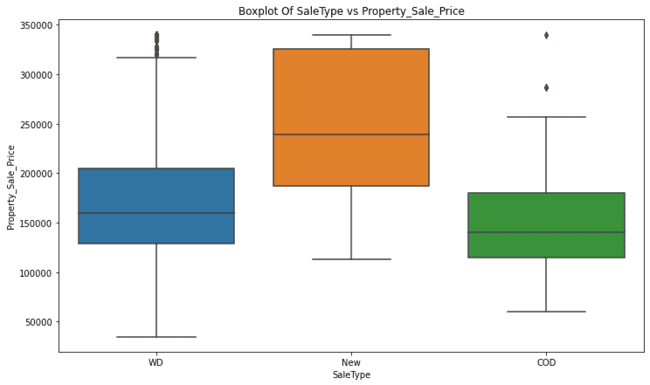 Boxplot Of SaleType vs Property_Sale_Price
350000
300000
250000
200000
150000
100000
50000
Property_Sale_Price
WD New COD
SaleType